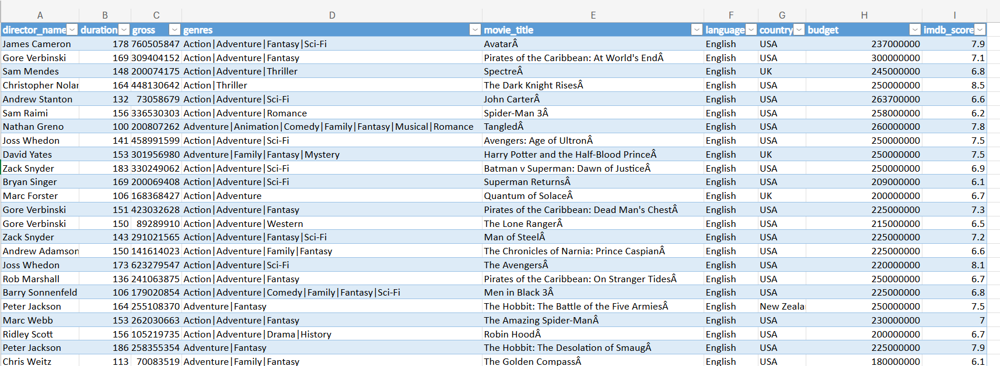 A B C D E F G H I
director_name duration gross genres movie_title language country budget imdb_score
James Cameron 178 760505847 Action|Adventure|Fantasy|Sci-Fi AvatarÂ English USA 237000000 7.9
Gore Verbinski 169 309404152 Action|Adventure|Fantasy Pirates of the Caribbean: At World's EndÂ English USA 300000000 7.1
Sam Mendes 148 200074175 Action|Adventure|Thriller SpectreÂ English UK 245000000 6.8
Christopher Nolan 164 448130642 Action|Thriller The Dark Knight RisesÂ English USA 250000000 8.5
Andrew Stanton 132 73058679 Action|Adventure|Sci-Fi John CarterÂ English USA 263700000 6.6
Sam Raimi 156 336530303 Action|Adventure|Romance Spider-Man 3Â English USA 258000000 6.2
Nathan Greno 100 200807262 Adventure|Animation|Comedy|Family|Fantasy|Musical|Romance TangledÂ English USA 260000000 7.8
Joss Whedon 141 458991599 Action|Adventure|Sci-Fi Avengers: Age of UltronÂ English USA 250000000 7.5
David Yates 153 301956980 Adventure|Family|Fantasy|Mystery Harry Potter and the Half-Blood PrinceÂ English UK 250000000 7.5
Zack Snyder 183 330249062 Action|Adventure|Sci-Fi Batman v Superman: Dawn of JusticeÂ English USA 250000000 6.9
Bryan Singer 169 200069408 Action|Adventure|Sci-Fi Superman ReturnsÂ English USA 209000000 6.1
Marc Forster 106 168368427 Action|Adventure Quantum of SolaceÂ English UK 200000000 6.7
Gore Verbinski 151 423032628 Action|Adventure|Fantasy Pirates of the Caribbean: Dead Man's ChestÂ English USA 225000000 7.3
Gore Verbinski 150 89289910 Action|Adventure|Western The Lone RangerÂ English USA 215000000 6.5
Zack Snyder 143 291021565 Action|Adventure|Fantasy|Sci-Fi Man of SteelÂ English USA 225000000 7.2
Andrew Adamson 150 141614023 Action|Adventure|Family|Fantasy The Chronicles of Narnia: Prince CaspianÂ English USA 225000000 6.6
Joss Whedon 173 623279547 Action|Adventure|Sci-Fi The AvengersÂ English USA 220000000 8.1
Rob Marshall 136 241063875 Action|Adventure|Fantasy Pirates of the Caribbean: On Stranger TidesÂ English USA 250000000 6.7
Barry Sonnenfeld 106 179020854 Action|Adventure|Comedy|Family|Fantasy|Sci-Fi Men in Black 3Â English USA 225000000 6.8
Peter Jackson 164 255108370 Adventure|Fantasy The Hobbit: The Battle of the Five ArmiesÂ English New Zeala 250000000 7.5
Marc Webb 153 262030663 Action|Adventure|Fantasy The Amazing Spider-ManÂ English USA 230000000 7
Ridley Scott 156 105219735 Action|Adventure|Drama|History Robin HoodÂ English USA 200000000 6.7
Peter Jackson 186 258355354 Adventure|Fantasy The Hobbit: The Desolation of SmaugÂ English USA 225000000 7.9
Chris Weitz 113 70083519 Adventure|Family|Fantasy The Golden CompassÂ English USA 180000000 6.1